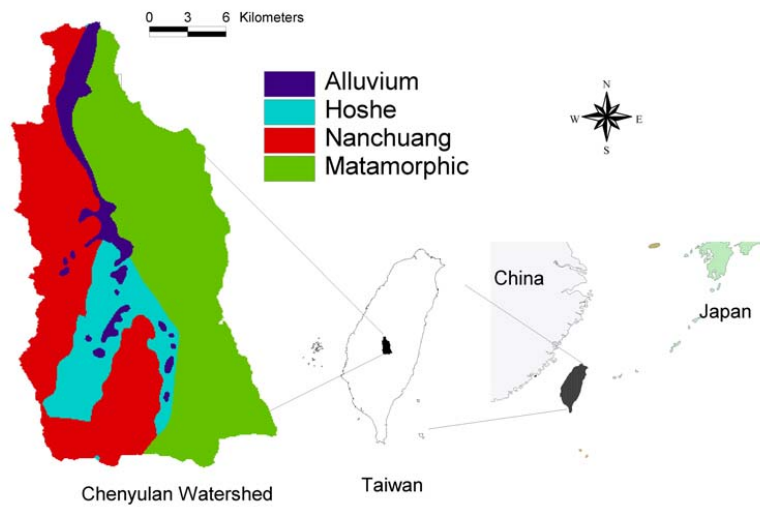 0 3 6 Kilometers
Alluvium
Hoshe
Nanchuang
Matamorphic
N
W E
S
China
Japan
Chenyulan Watershed
Taiwan